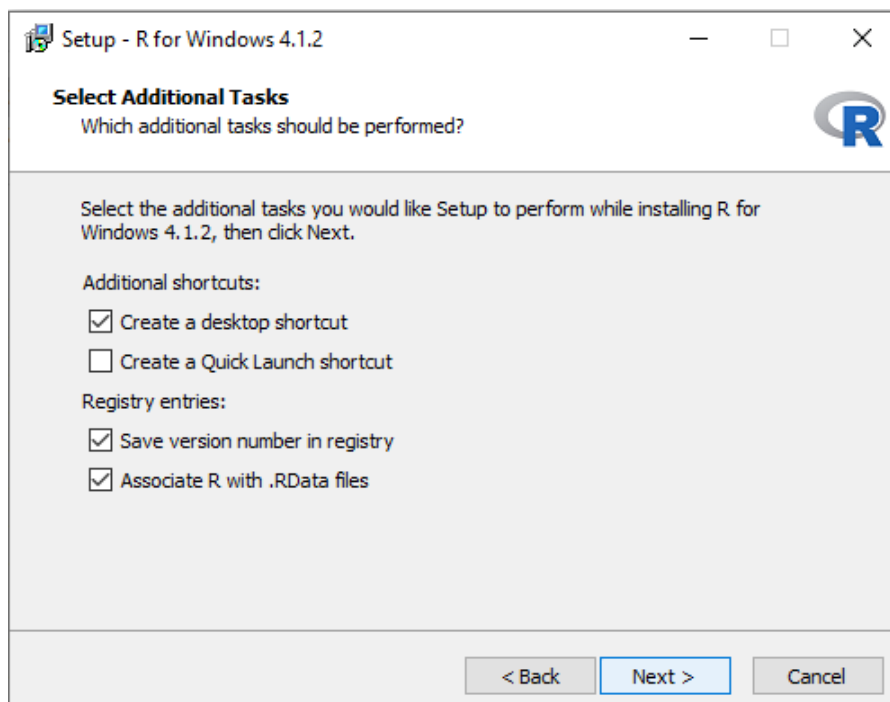 Setup - R for Windows 4.1.2
Select Additional Tasks
Which additional tasks should be performed?
R
Select the additional tasks you would like Setup to perform while installing R for
Windows 4.1.2, then click Next.
Additional shortcuts:
Create a desktop shortcut
Create a Quick Launch shortcut
Registry entries:
Save version number in registry
Associate R with .RData files
< Back Next > Cancel